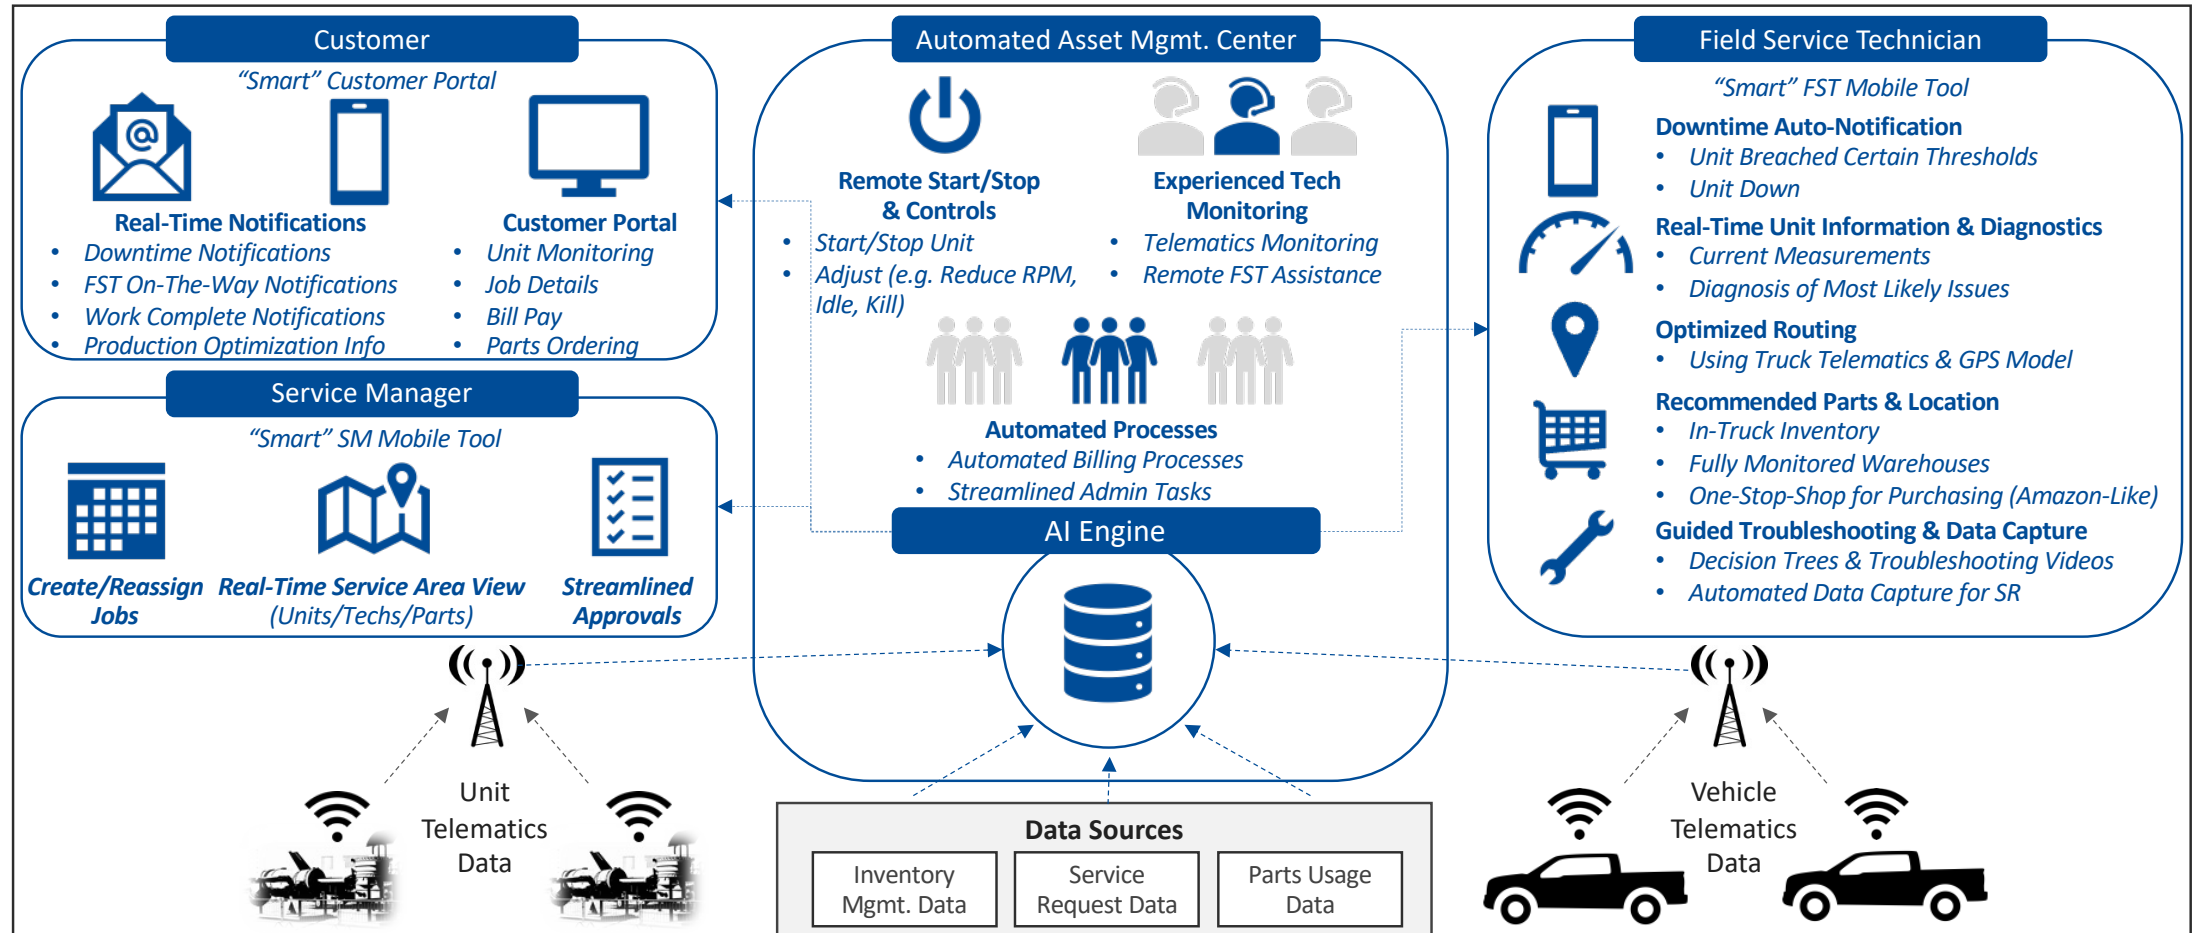 Customer
“Smart” Customer Portal
@
Real-Time Notifications
• Downtime Notifications
• FST On-The-Way Notifications
• Work Complete Notifications
• Production Optimization Info
Customer Portal
• Unit Monitoring
• Job Details
• Bill Pay
• Parts Ordering
Service Manager
“Smart” SM Mobile Tool
Create/Reassign
Jobs
Real-Time Service Area View
(Units/Techs/Parts)
Streamlined
Approvals
Automated Asset Mgmt. Center
Remote Start/Stop
& Controls
• Start/Stop Unit
• Adjust (e.g. Reduce RPM,
Idle, Kill)
Experienced Tech
Monitoring
• Telematics Monitoring
• Remote FST Assistance
Automated Processes
• Automated Billing Processes
• Streamlined Admin Tasks
AI Engine
Field Service Technician
“Smart” FST Mobile Tool
Downtime Auto-Notification
• Unit Breached Certain Thresholds
• Unit Down
Real-Time Unit Information & Diagnostics
• Current Measurements
• Diagnosis of Most Likely Issues
Optimized Routing
• Using Truck Telematics & GPS Model
Recommended Parts & Location
• In-Truck Inventory
• Fully Monitored Warehouses
• One-Stop-Shop for Purchasing (Amazon-Like)
Guided Troubleshooting & Data Capture
• Decision Trees & Troubleshooting Videos
• Automated Data Capture for SR
Unit
Telematics
Data
Data Sources
Inventory
Mgmt. Data
Service
Request Data
Parts Usage
Data
Vehicle
Telematics
Data